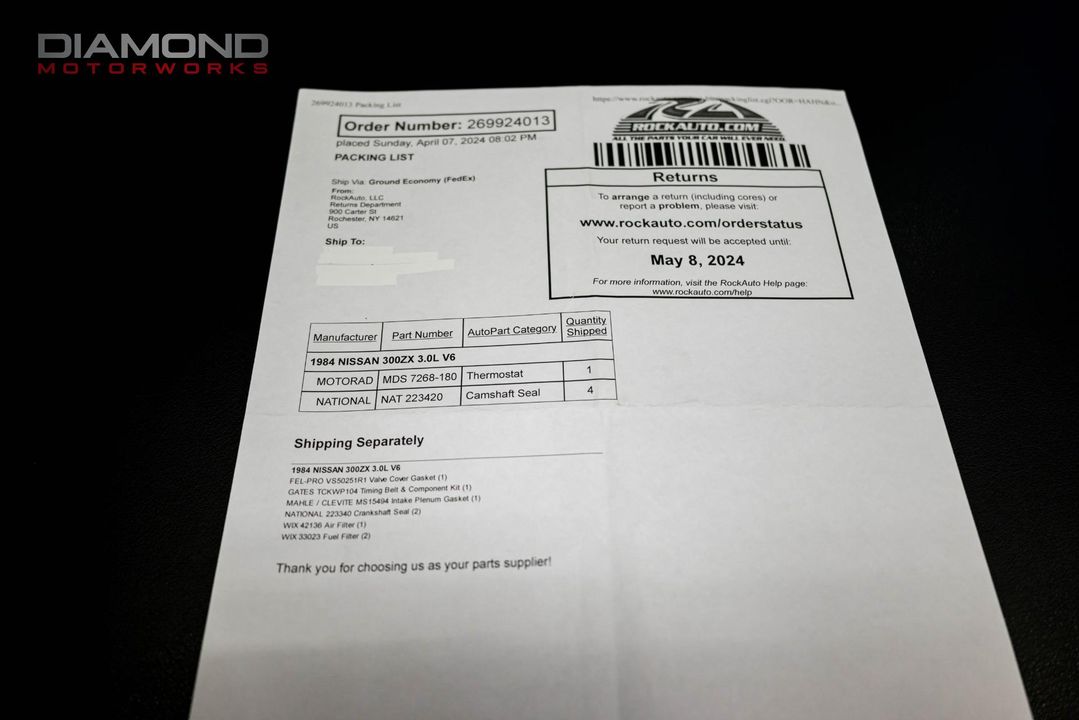 DIAMOND
MOTORWORKS
269924013 Packing List
Order Number: 269924013
placed Sunday, April 07, 2024 08:02 PM
PACKING LIST
Ship Via: Ground Economy (FedEx)
From:
RockAuto, LLC
Returns Department
900 Carter St
Rochester, NY 14621
US
Ship To:
ROCKAUTO.COM
ALL THE PARTS YOUR CAR WILL EVER NEED
Returns
To arrange a return (including cores) or
report a problem, please visit:
www.rockauto.com/orderstatus
Your return request will be accepted until:
May 8, 2024
For more information, visit the RockAuto Help page:
www.rockauto.com/help
Manufacturer Part Number AutoPart Category Quantity Shipped
1984 NISSAN 300ZX 3.0L V6
MOTORAD MDS 7268-180 Thermostat 1
NATIONAL NAT 223420 Camshaft Seal 4
Shipping Separately
1984 NISSAN 300ZX 3.0L V6
FEL-PRO VS50251R1 Valve Cover Gasket (1)
GATES TCKWP104 Timing Belt & Component Kit (1)
MAHLE / CLEVITE MS15494 Intake Plenum Gasket (1)
NATIONAL 223340 Crankshaft Seal (2)
WIX 42136 Air Filter (1)
WIX 33023 Fuel Filter (2)
Thank you for choosing us as your parts supplier!